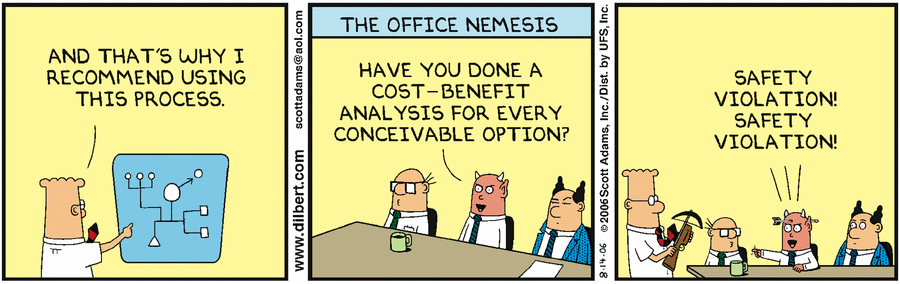 AND THAT'S WHY I
RECOMMEND USING
THIS PROCESS.
www.dilbert.com scottadams@aol.com
THE OFFICE NEMESIS
HAVE YOU DONE A
COST-BENEFIT
ANALYSIS FOR EVERY
CONCEIVABLE OPTION?
8-14-06 © 2006 Scott Adams, Inc./Dist. by UFS, Inc.
SAFETY
VIOLATION!
SAFETY
VIOLATION!